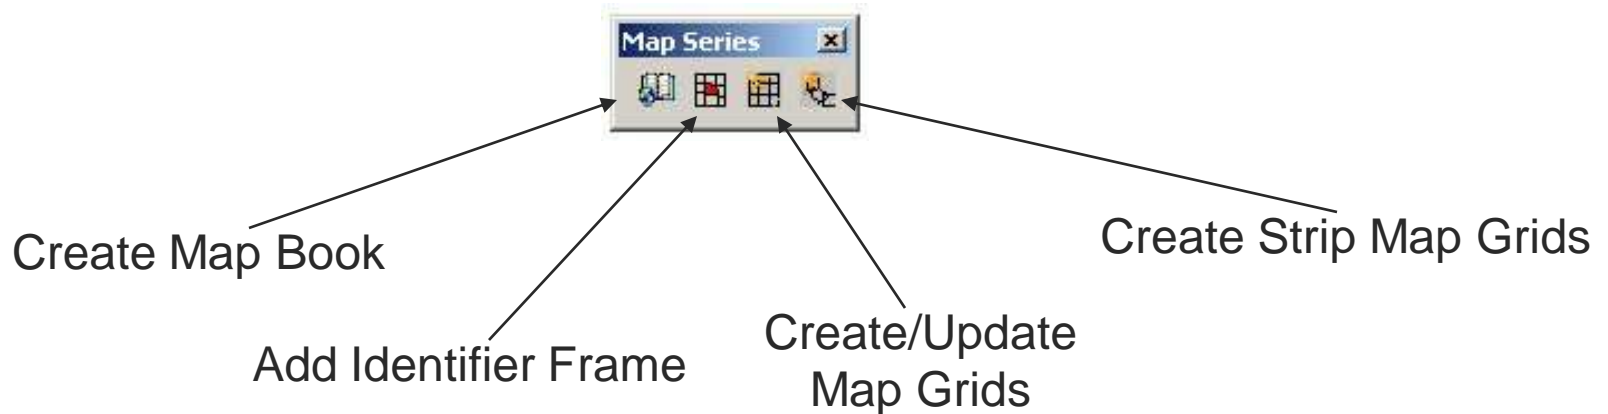 Map Series
Create Map Book
Create Strip Map Grids
Add Identifier Frame
Create/Update
Map Grids